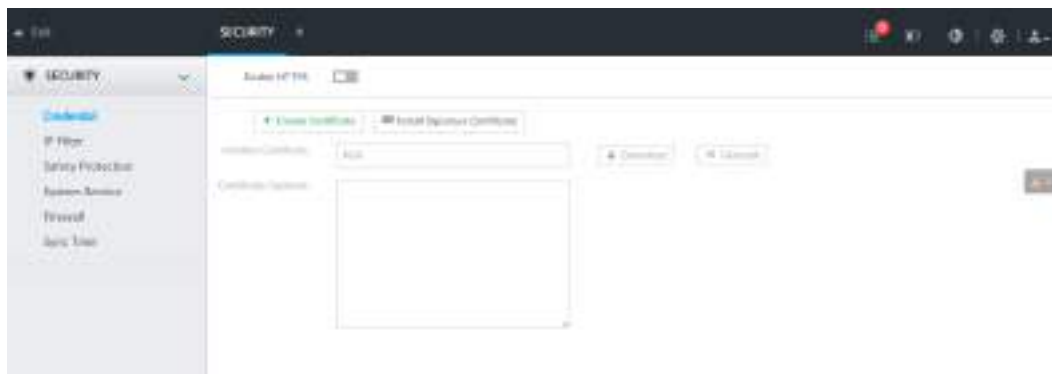 Exit
SECURITY
SECURITY
Enable HTTPS
Credential
IP Filter
Safety Protection
System Service
Firewall
Sync Time
Create Certificate
Install Signature Certificate
Download
Uninstall